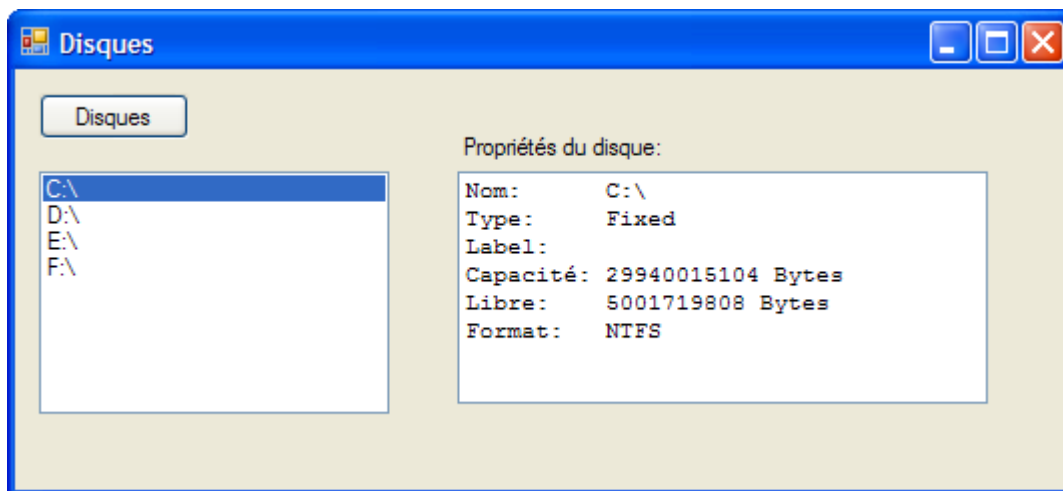 Disques
Disques
Propriétés du disque:
C:\
D:\
E:\
F:\
Nom: C:\
Type: Fixed
Label:
Capacité: 29940015104 Bytes
Libre: 5001719808 Bytes
Format: NTFS